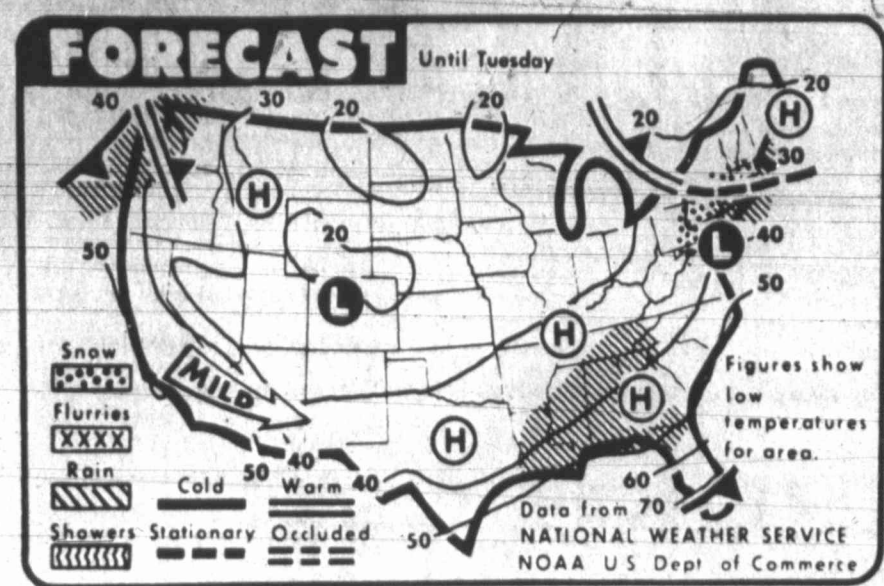 FORECAST Until Tuesday
40 30 20 20 20 20
H
30
H
20
50
L
L 40
50
H
Snow
Figures show
low
temperatures
for area.
MILD
Flurries
XXXX
H
H
Rain
50 40
40
60
70
Cold Warm
Showers Stationary Occluded
50
Data from
NATIONAL WEATHER SERVICE
NOAA U S Dept of Commerce